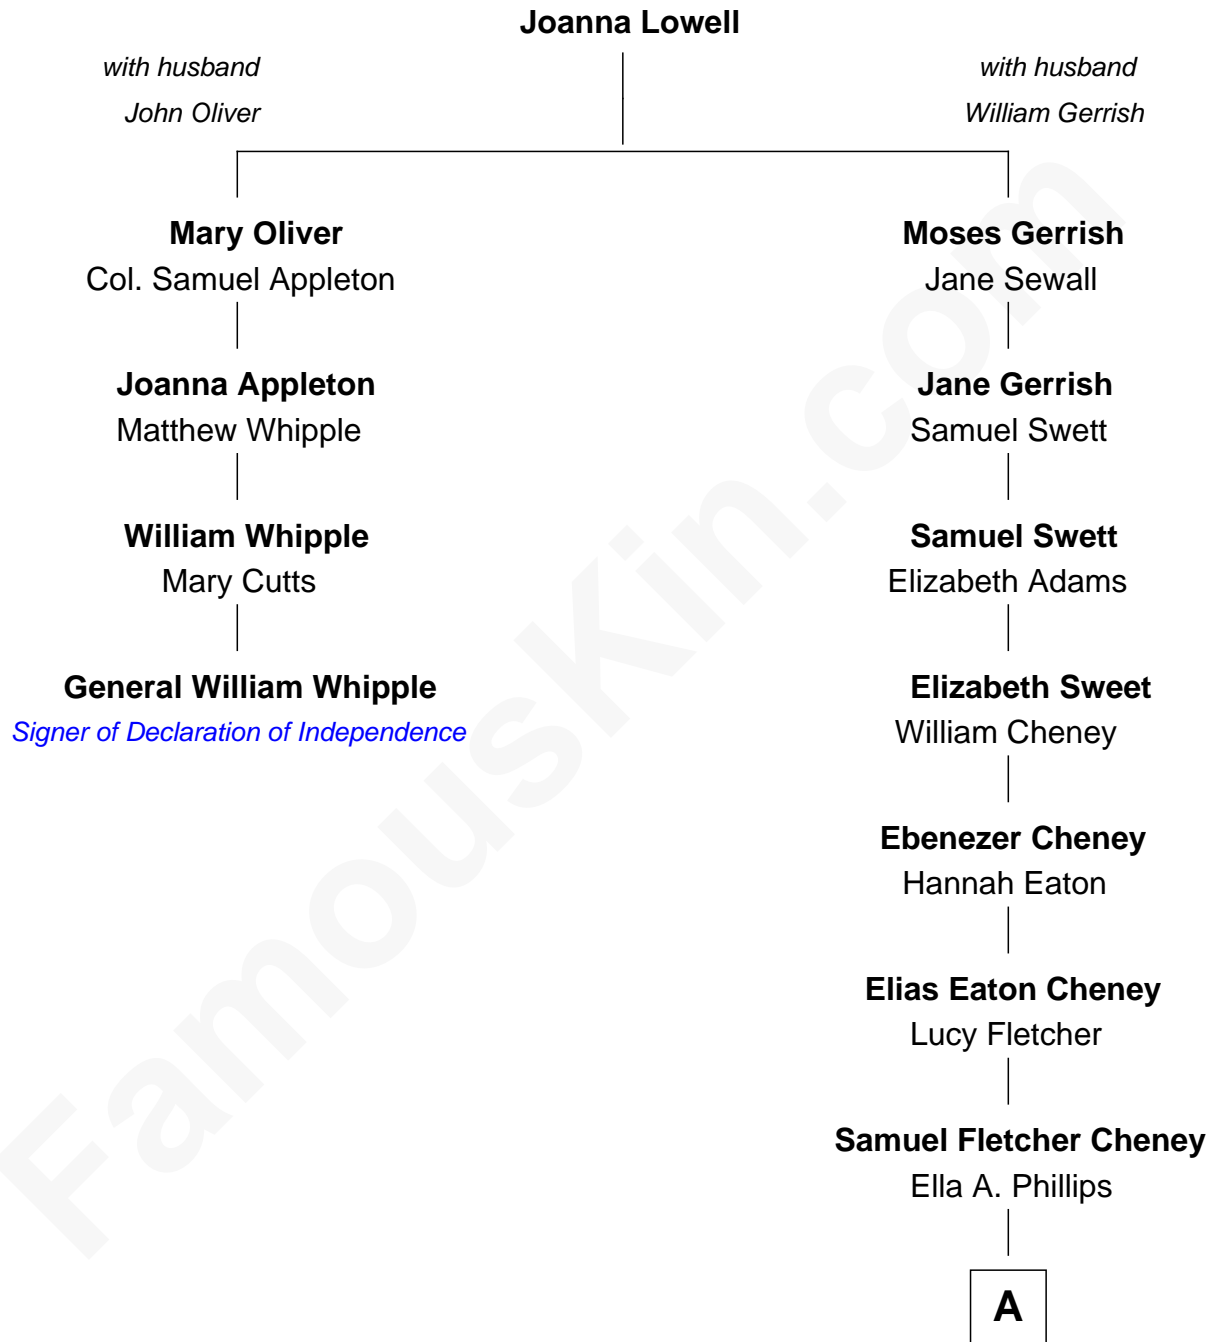 Joanna Lowell
with husband
John Oliver
with husband
William Gerrish
Mary Oliver
Col. Samuel Appleton
Joanna Appleton
Matthew Whipple
William Whipple
Mary Cutts
General William Whipple
Signer of Declaration of Independence
Moses Gerrish
Jane Sewall
Jane Gerrish
Samuel Swett
Samuel Swett
Elizabeth Adams
Elizabeth Sweet
William Cheney
Ebenezer Cheney
Hannah Eaton
Elias Eaton Cheney
Lucy Fletcher
Samuel Fletcher Cheney
Ella A. Phillips
A
FamousKin.com